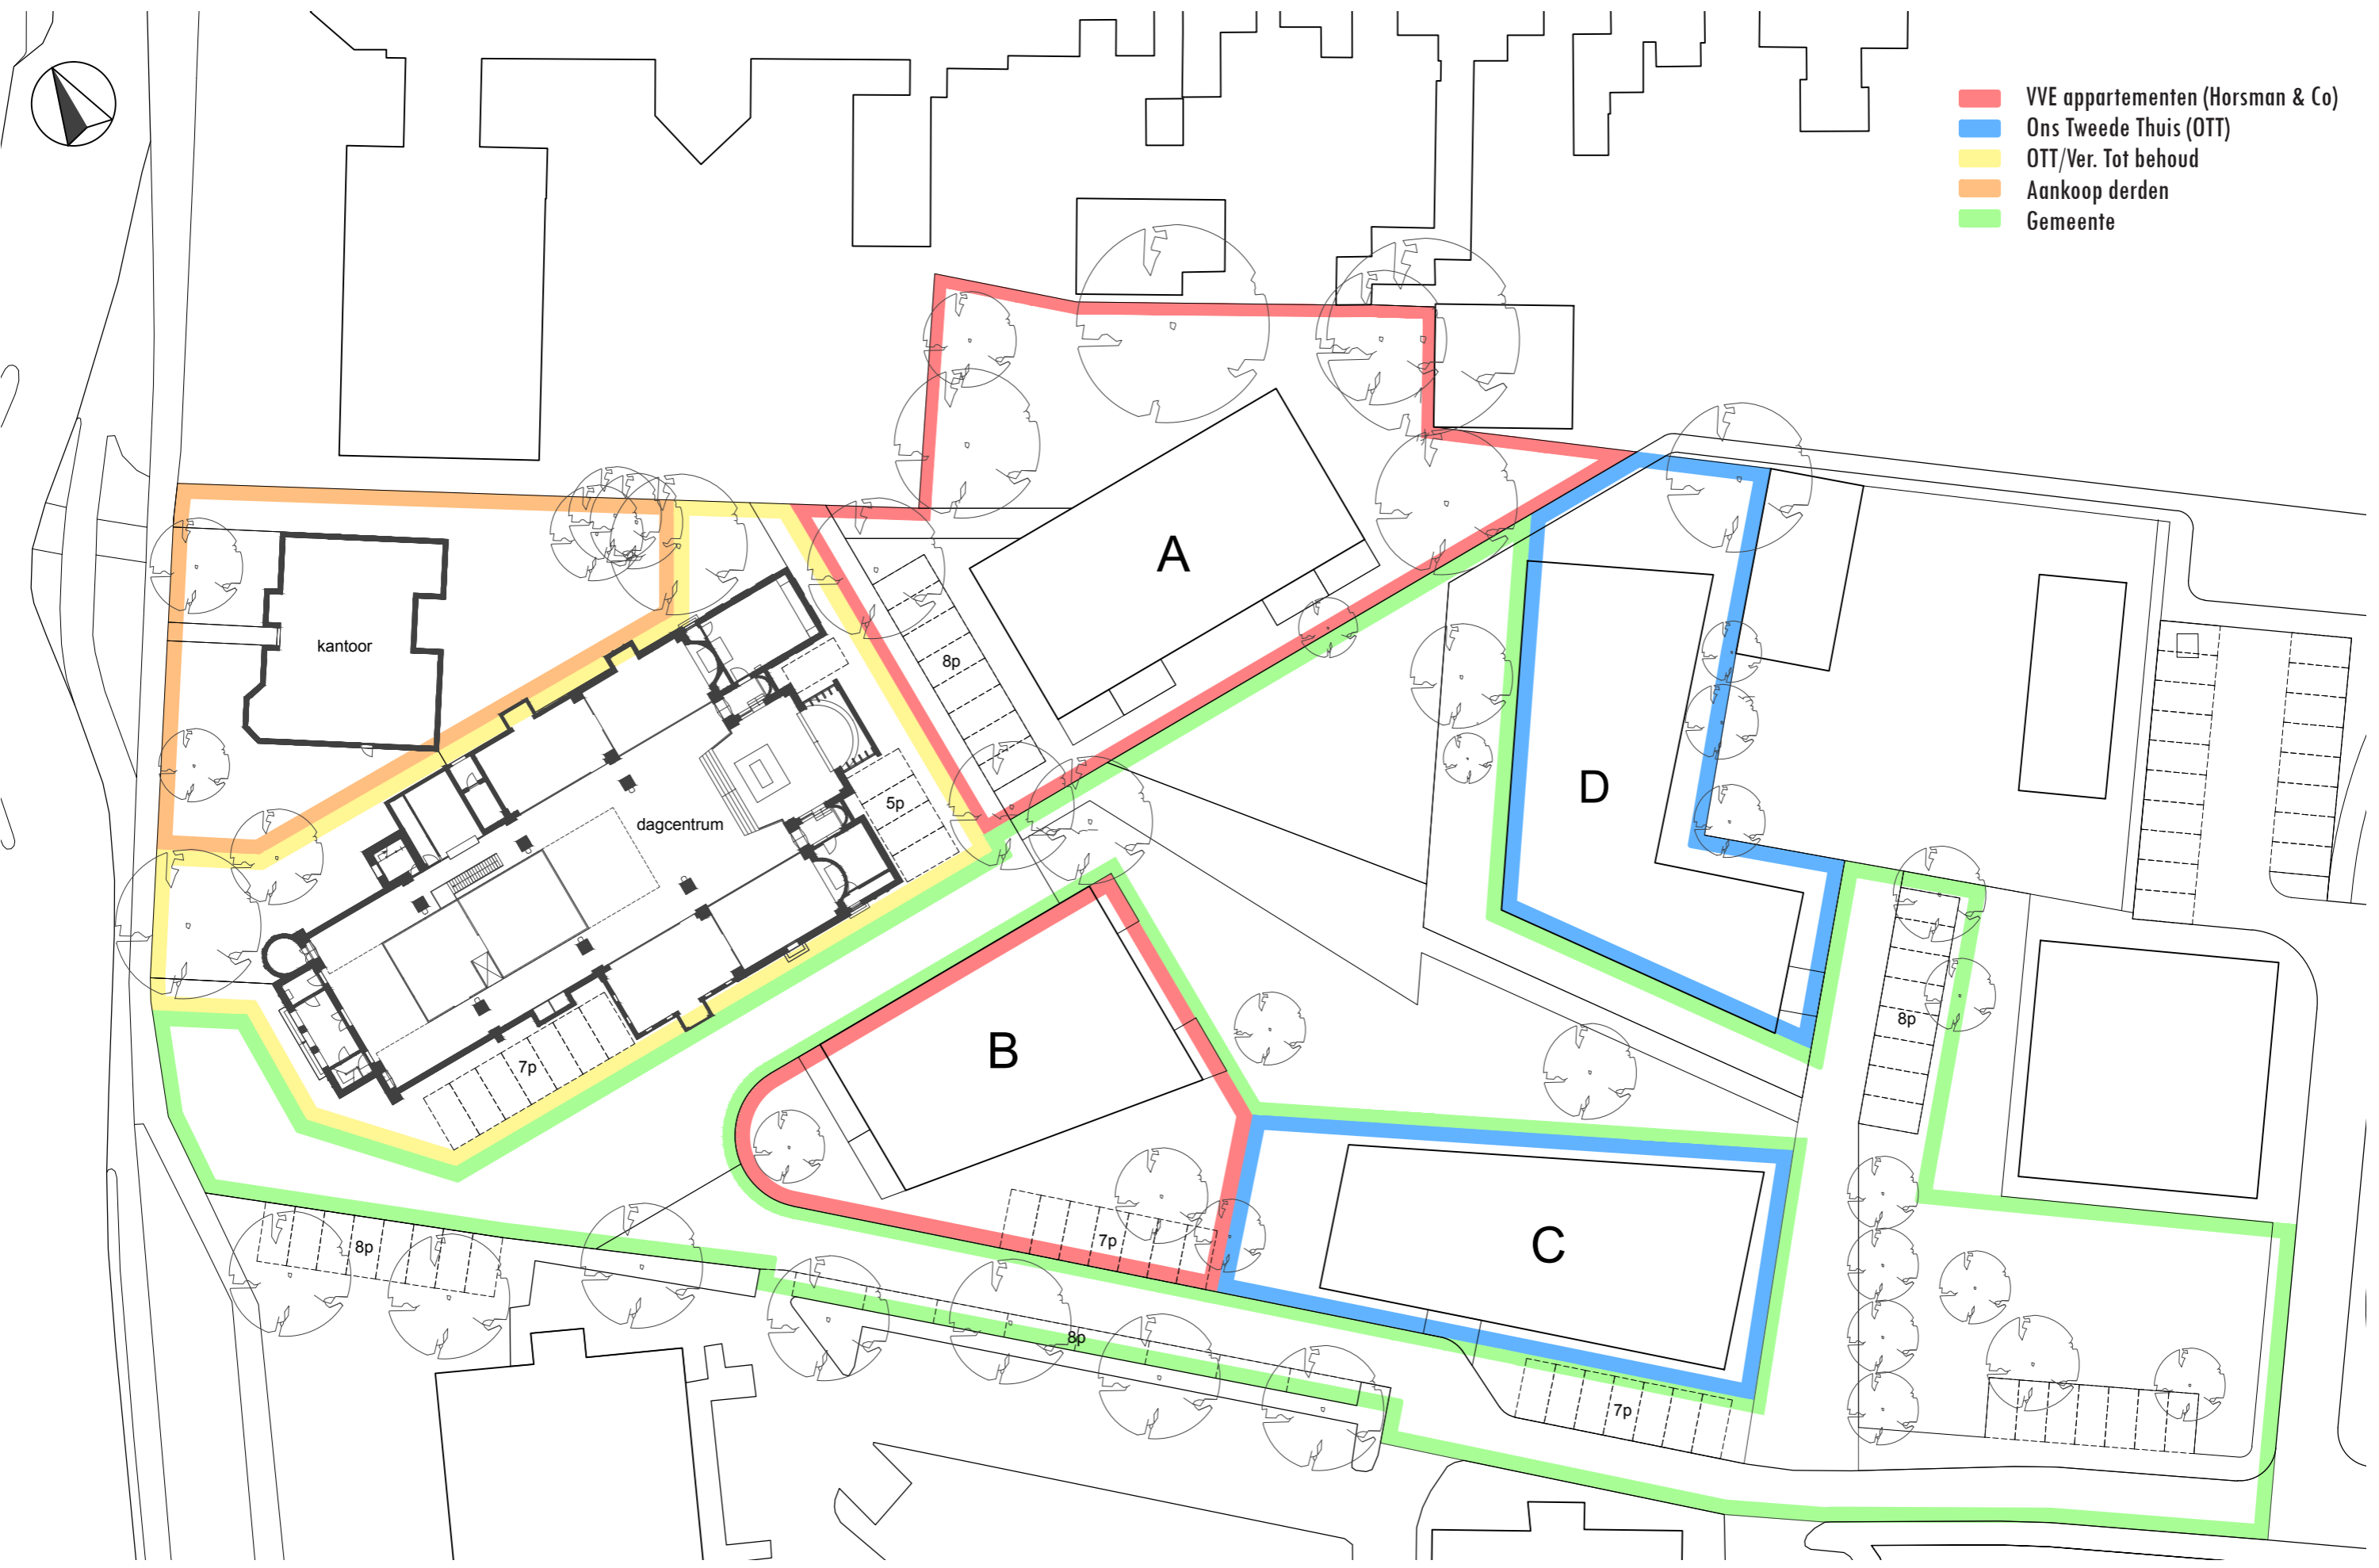 VVE appartementen (Horsman & Co)
Ons Tweede Thuis (OTT)
OTT/Ver. Tot behoud
Aankoop derden
Gemeente
A
kantoor
8p
D
5p
dagcentrum
8p
B
7p
7p
8p
C
8p
7p